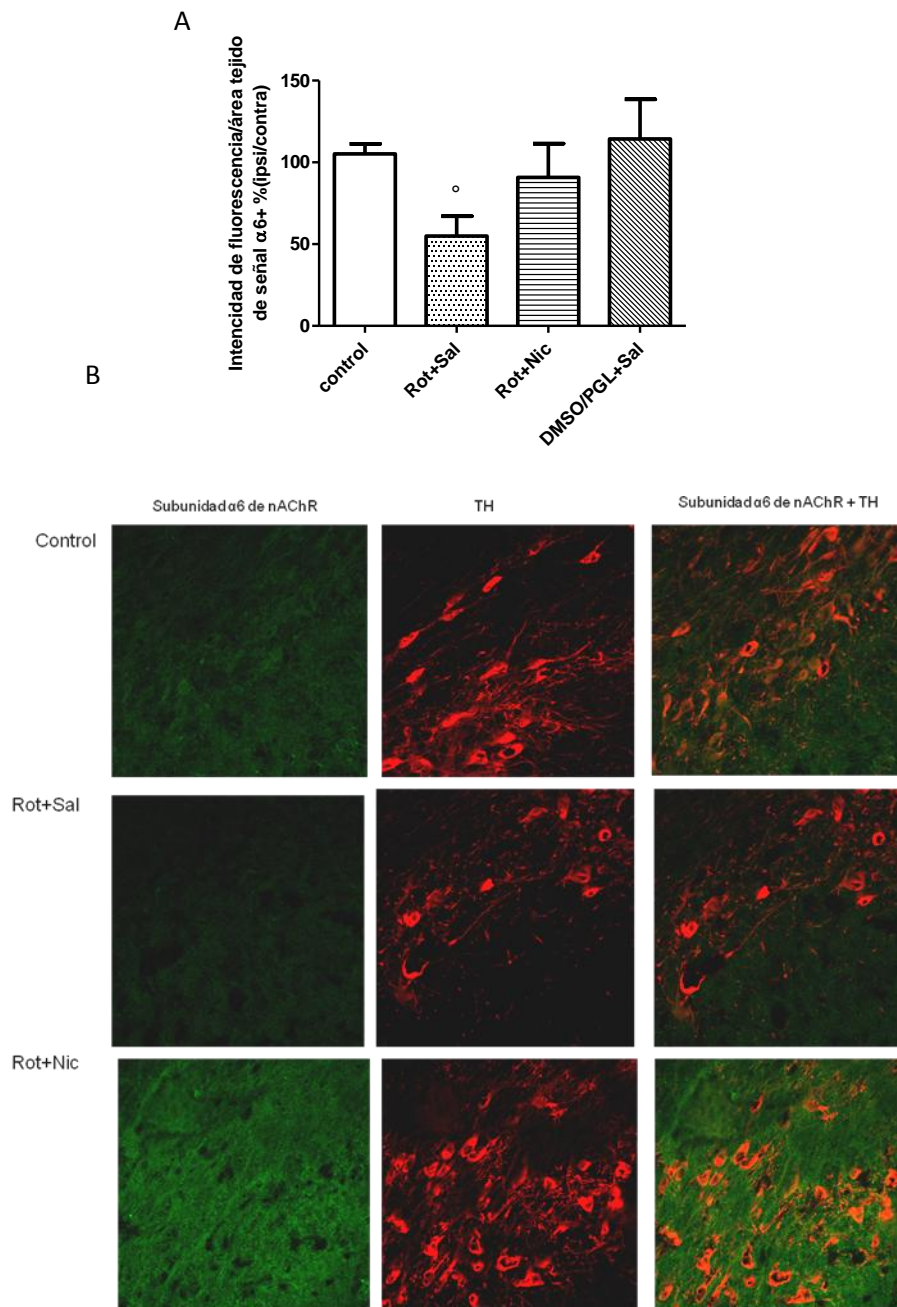 A
Intencidad de fluorescencia/área tejido
de señal α6+ %(ipsi/contra)
150
100
50
0
°
control
Rot+Sal
Rot+Nic
DMSO/PGL+Sal
B
Subunidad α6 de nAChR
TH
Subunidad α6 de nAChR + TH
Control
Rot+Sal
Rot+Nic